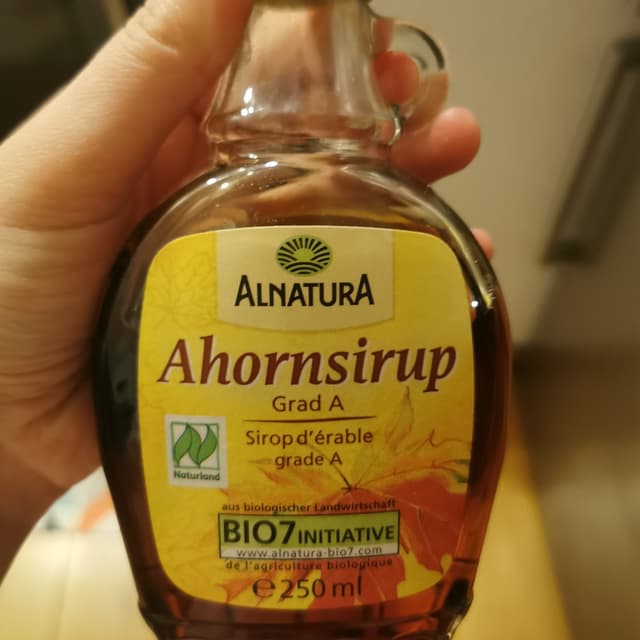 ALNATURA
Ahornsirup
Grad A
Sirop d'érable
grade A
Naturland
aus biologischer Landwirtschaft
BIO7 INITIATIVE
www.alnatura-bio7.com
de l'agriculture biologique
℮ 250 ml